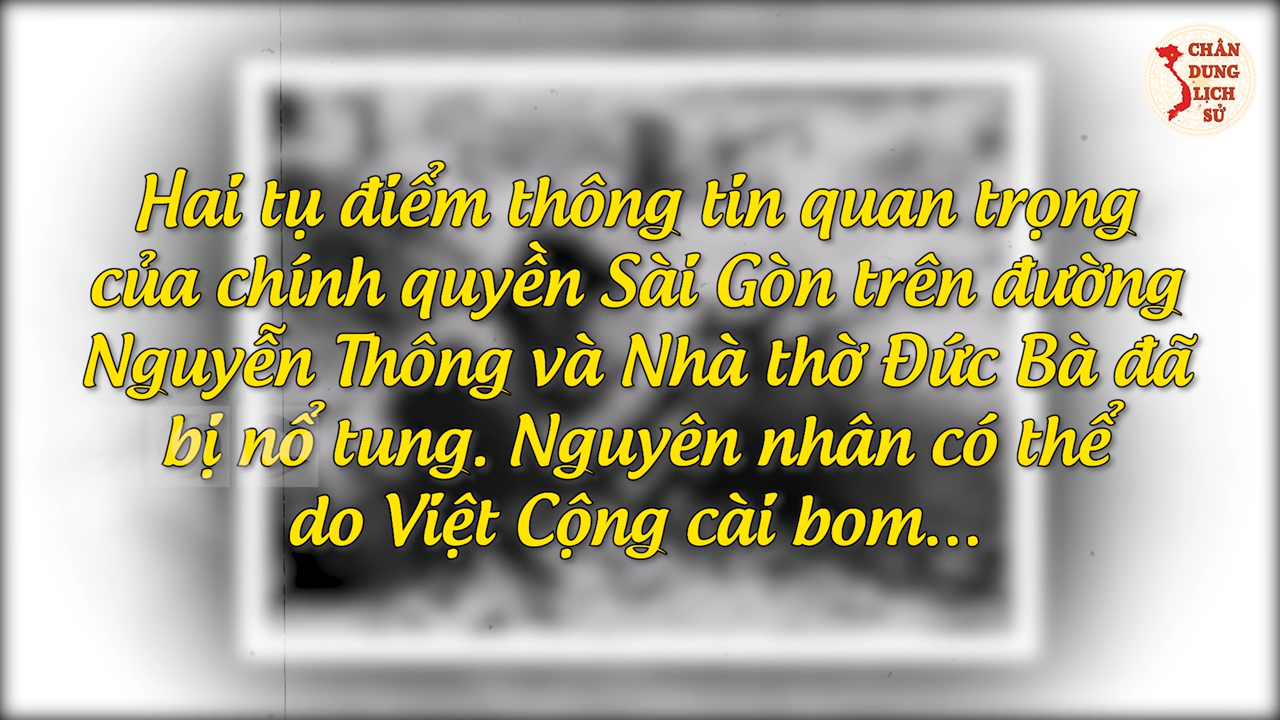 CHÂN
DUNG
LỊCH
SỬ
Hai tụ điểm thông tin quan trọng
của chính quyền Sài Gòn trên đường
Nguyễn Thông và Nhà thờ Đức Bà đã
bị nổ tung. Nguyên nhân có thể
do Việt Cộng cài bom...